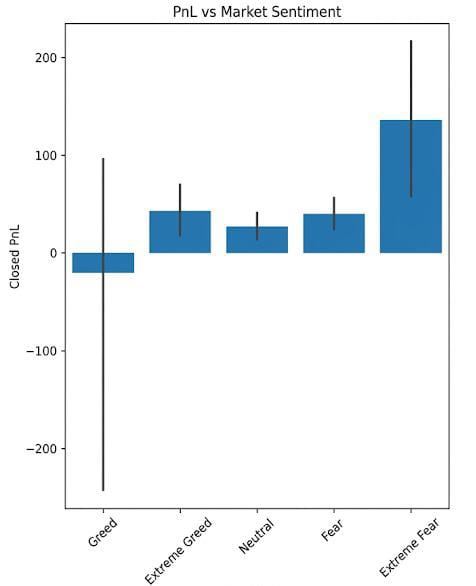 PnL vs Market Sentiment
200
100
0
−100
−200
Closed PnL
Greed
Extreme Greed
Neutral
Fear
Extreme Fear